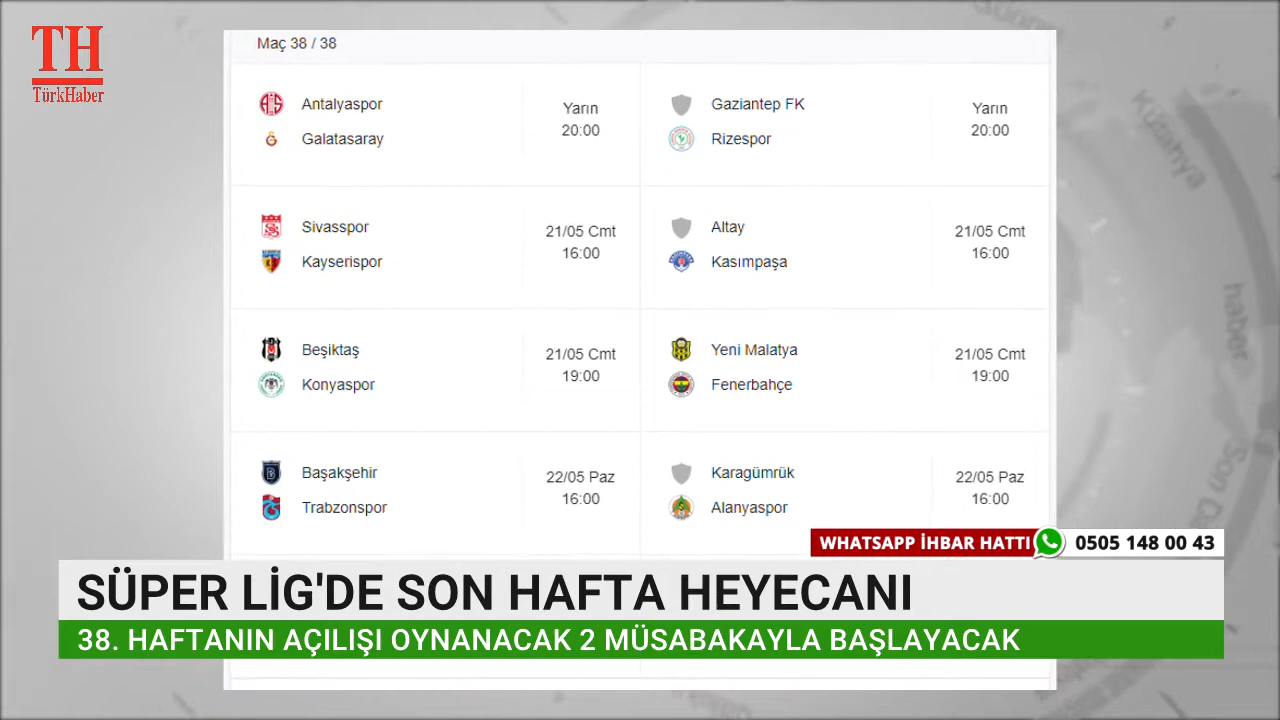 TH
TürkHaber
Maç 38 / 38
Antalyaspor
Galatasaray
Yarın
20:00
Gaziantep FK
Rizespor
Yarın
20:00
Sivasspor
Kayserispor
21/05 Cmt
16:00
Altay
Kasımpaşa
21/05 Cmt
16:00
Beşiktaş
Konyaspor
21/05 Cmt
19:00
Yeni Malatya
Fenerbahçe
21/05 Cmt
19:00
Başakşehir
Trabzonspor
22/05 Paz
16:00
Karagümrük
Alanyaspor
22/05 Paz
16:00
Kütahya
haber
Son Da
WHATSAPP İHBAR HATTI
0505 148 00 43
SÜPER LİG'DE SON HAFTA HEYECANI
38. HAFTANIN AÇILIŞI OYNANACAK 2 MÜSABAKAYLA BAŞLAYACAK